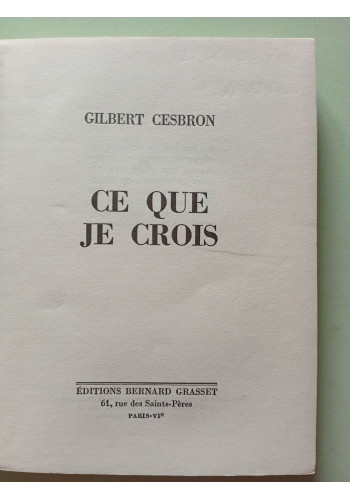 GILBERT CESBRON
CE QUE
JE CROIS
ÉDITIONS BERNARD GRASSET
61, rue des Saints-Pères
PARIS-VIᵉ